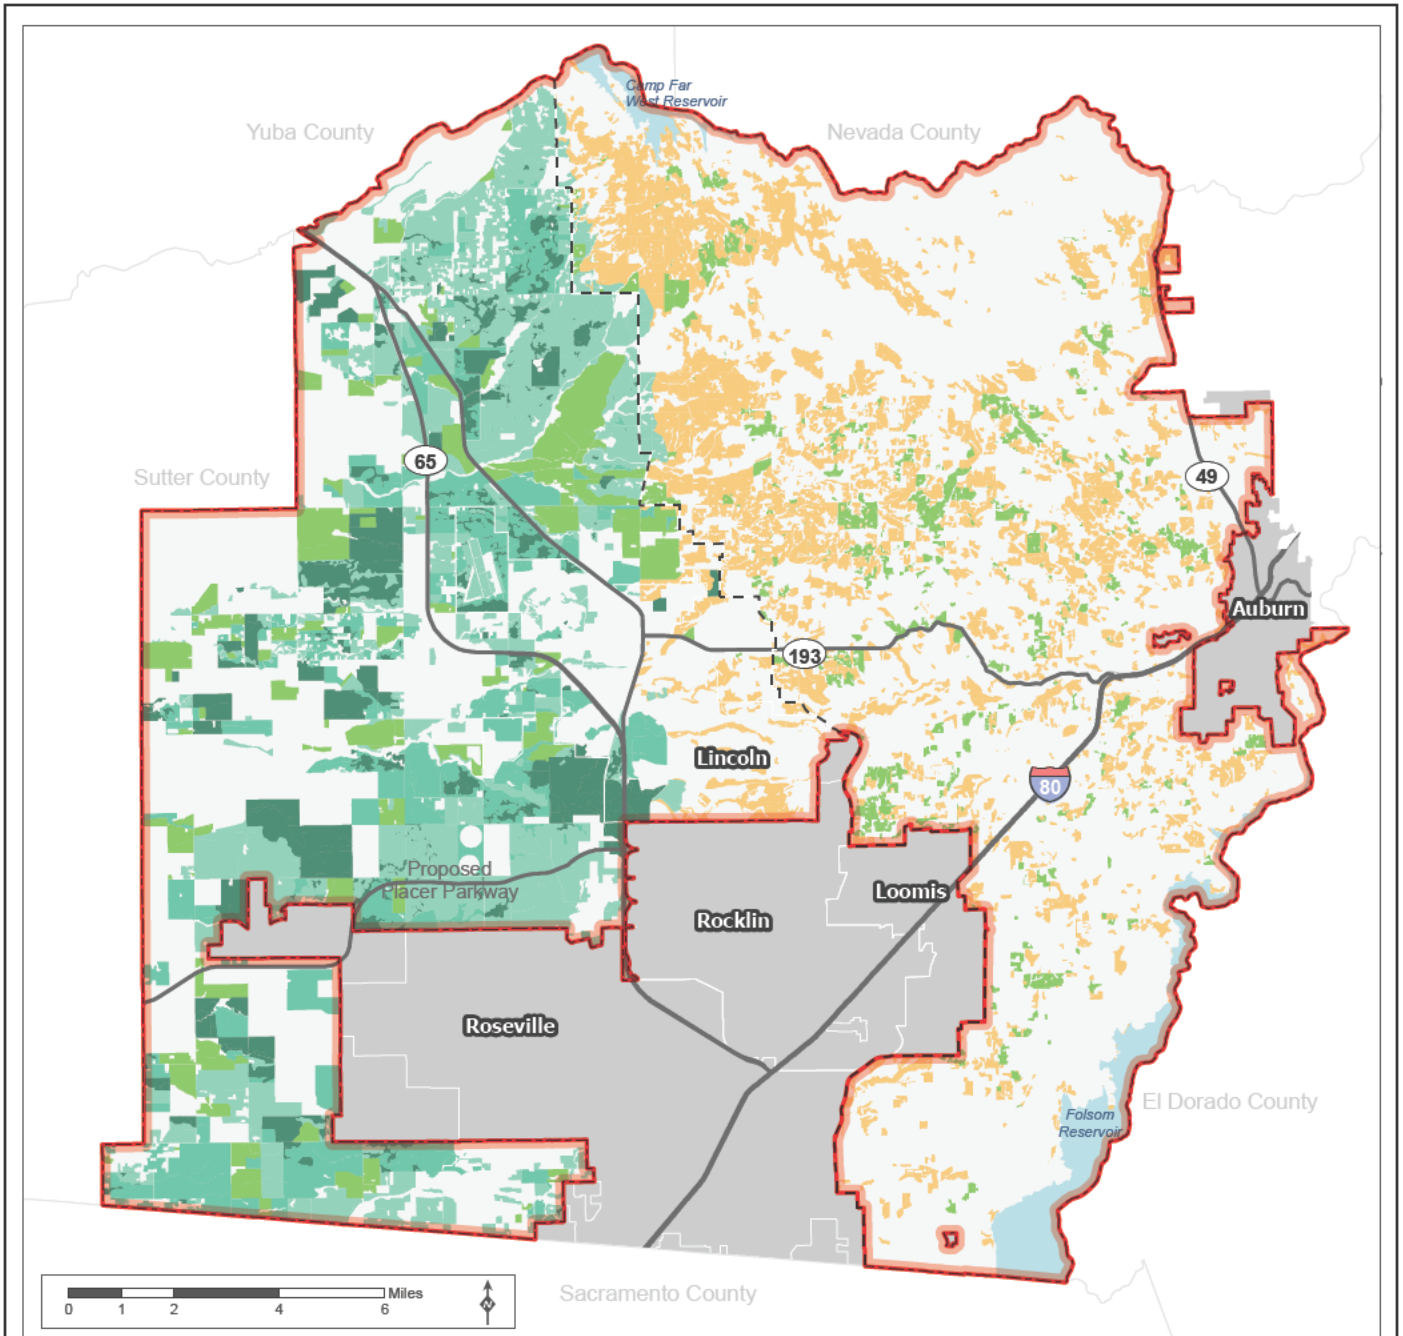 Camp Far
West Reservoir
Yuba County
Nevada County
65
Sutter County
49
Auburn
193
Lincoln
80
Proposed
Placer Parkway
Loomis
Rocklin
Roseville
El Dorado County
Folsom
Reservoir
Sacramento County
Miles
0 1 2 4 6
N